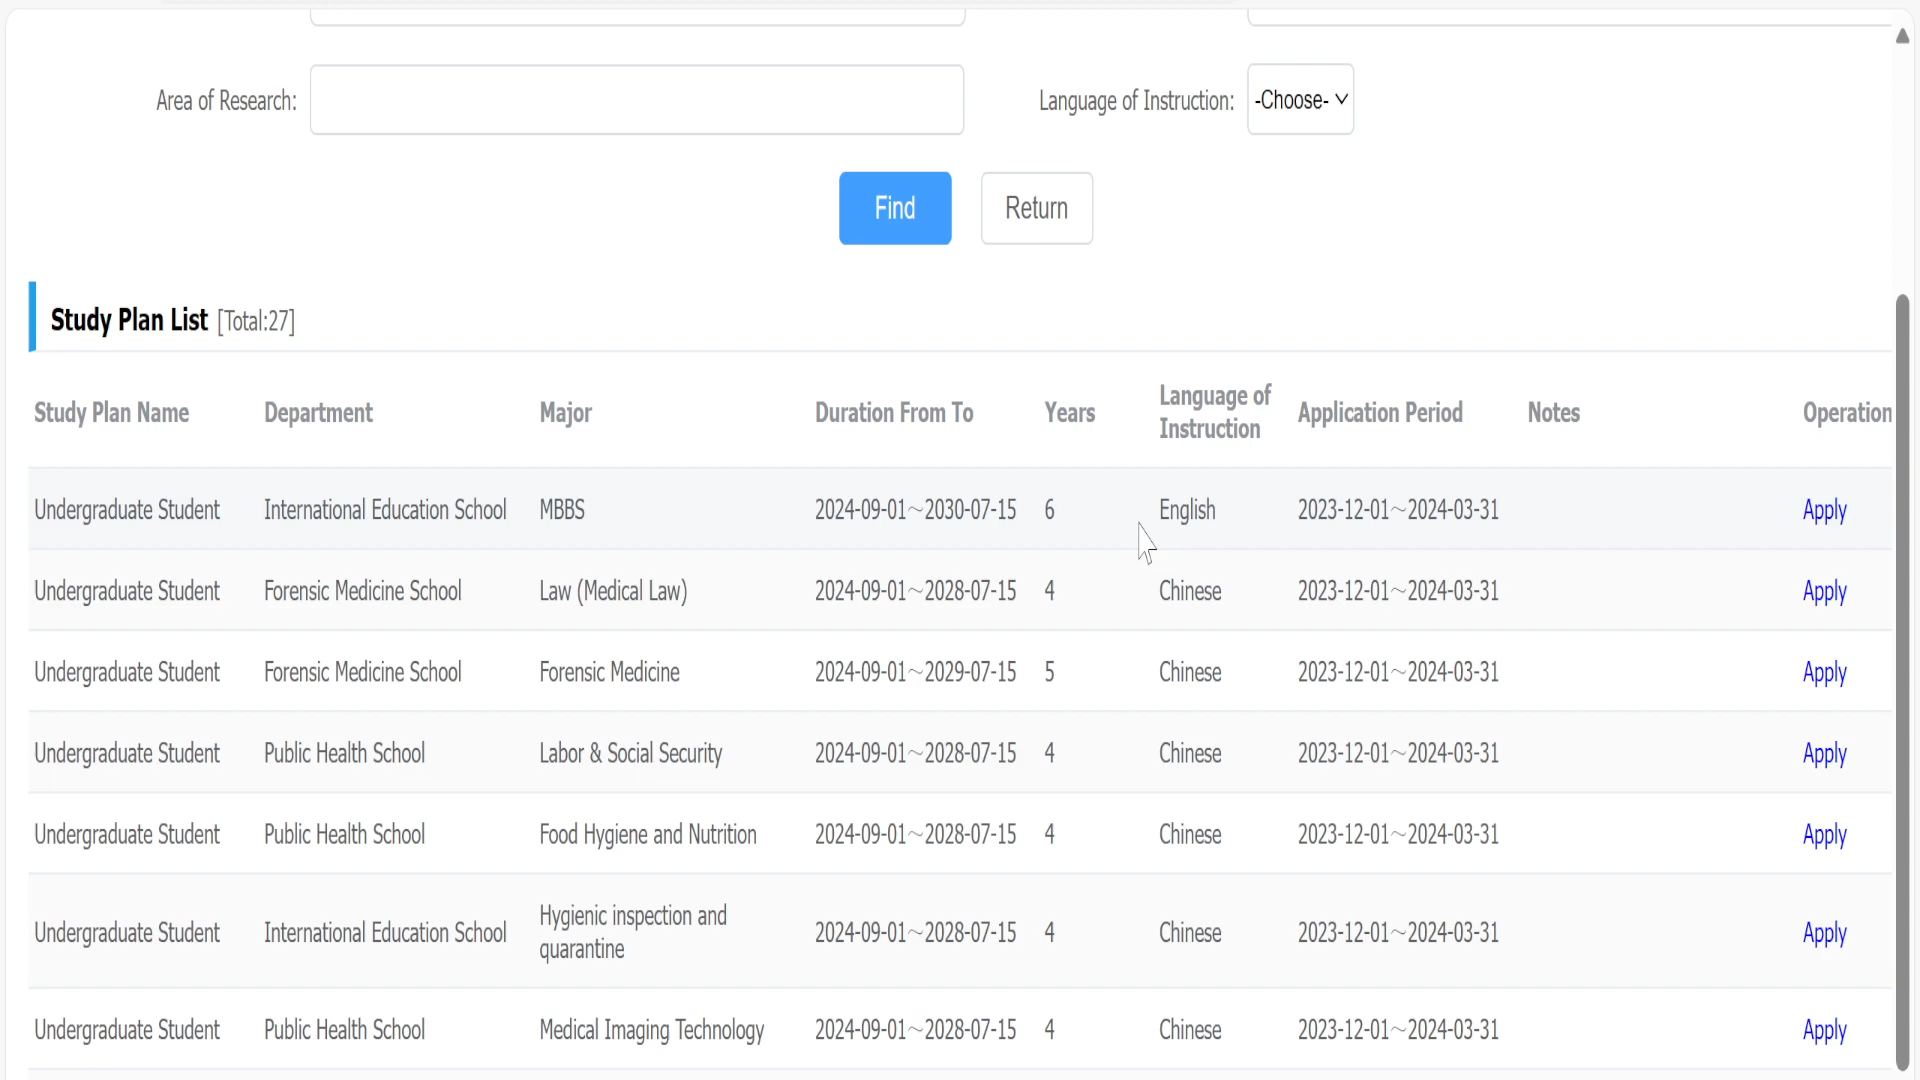 Area of Research:
Language of Instruction: -Choose-
Find Return
Study Plan List [Total:27]
Study Plan Name Department Major Duration From To Years Language of Instruction Application Period Notes Operation
Undergraduate Student International Education School MBBS 2024-09-01~2030-07-15 6 English 2023-12-01~2024-03-31 Apply
Undergraduate Student Forensic Medicine School Law (Medical Law) 2024-09-01~2028-07-15 4 Chinese 2023-12-01~2024-03-31 Apply
Undergraduate Student Forensic Medicine School Forensic Medicine 2024-09-01~2029-07-15 5 Chinese 2023-12-01~2024-03-31 Apply
Undergraduate Student Public Health School Labor & Social Security 2024-09-01~2028-07-15 4 Chinese 2023-12-01~2024-03-31 Apply
Undergraduate Student Public Health School Food Hygiene and Nutrition 2024-09-01~2028-07-15 4 Chinese 2023-12-01~2024-03-31 Apply
Undergraduate Student International Education School Hygienic inspection and quarantine 2024-09-01~2028-07-15 4 Chinese 2023-12-01~2024-03-31 Apply
Undergraduate Student Public Health School Medical Imaging Technology 2024-09-01~2028-07-15 4 Chinese 2023-12-01~2024-03-31 Apply